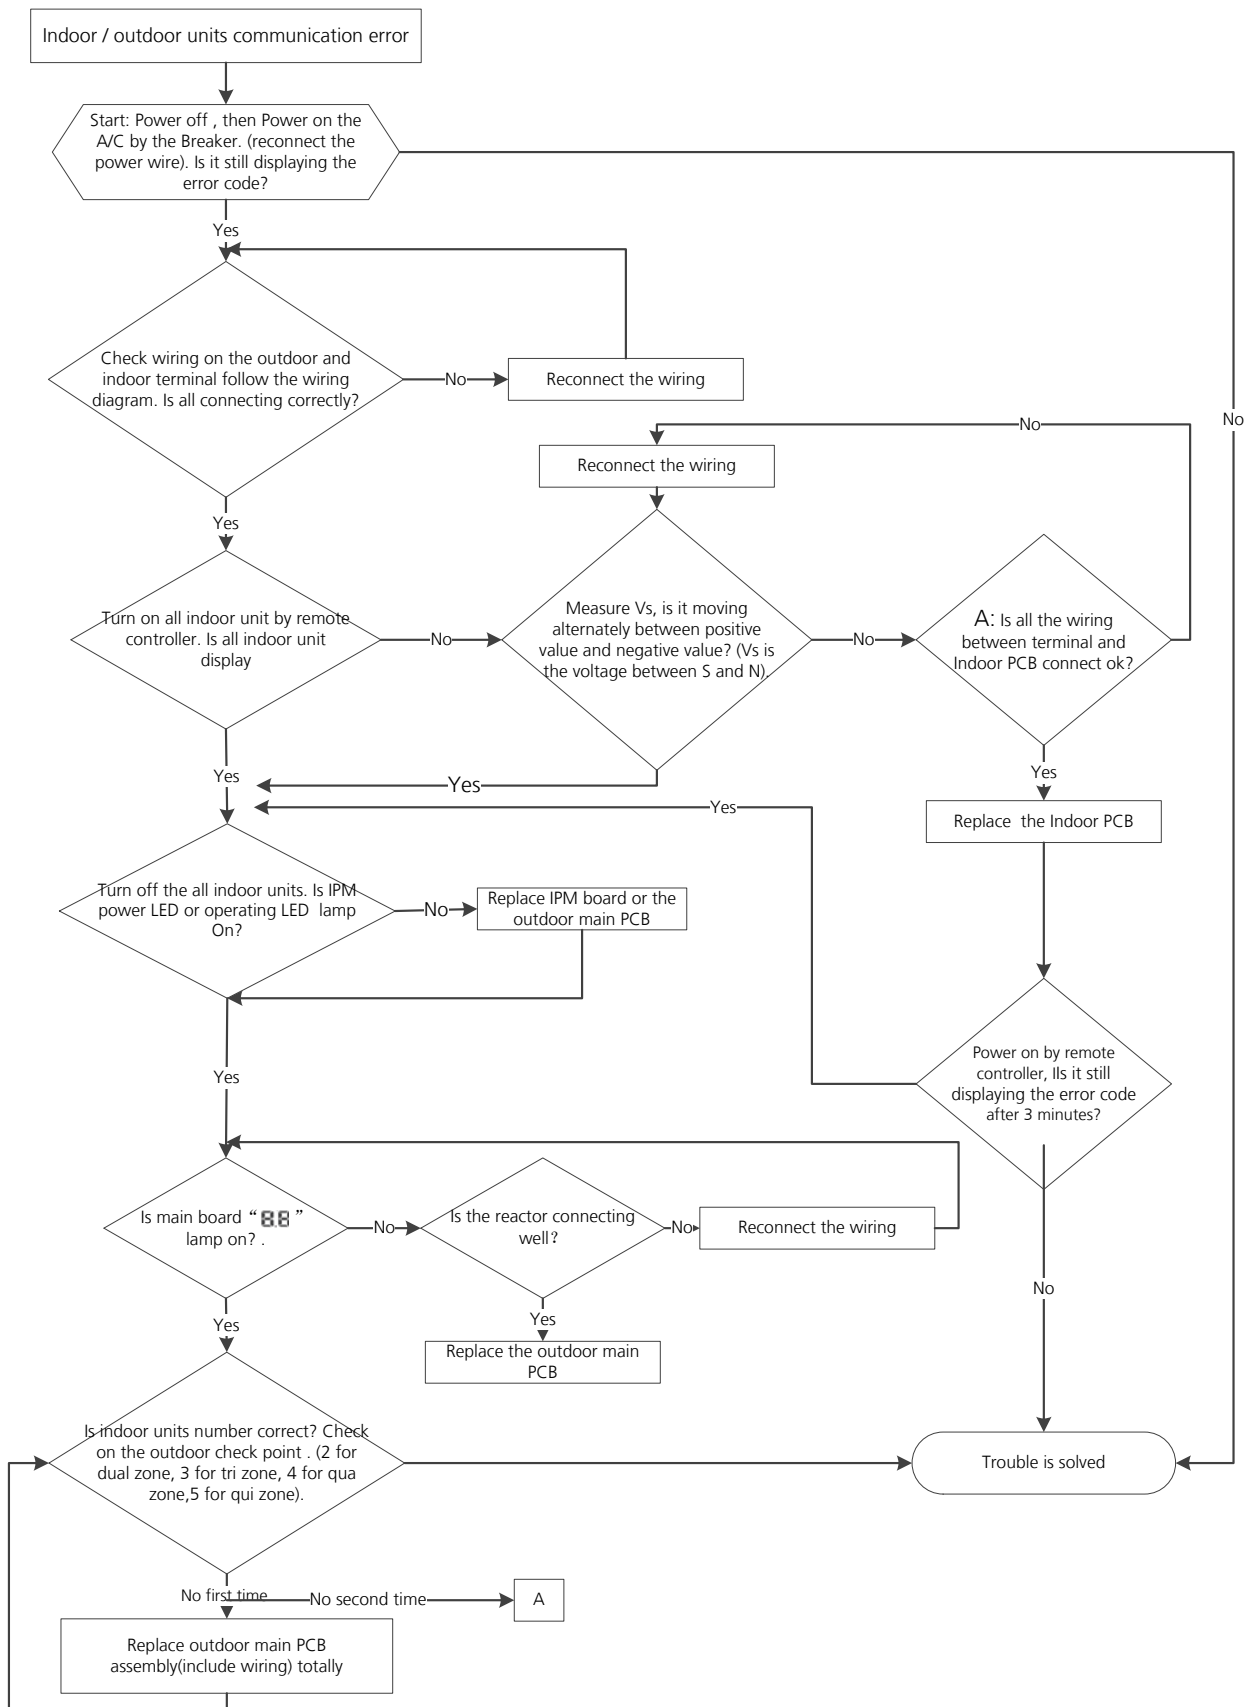 Indoor / outdoor units communication error
Start: Power off , then Power on the
A/C by the Breaker. (reconnect the
power wire). Is it still displaying the
error code?
Yes
No
Check wiring on the outdoor and
indoor terminal follow the wiring
diagram. Is all connecting correctly?
No
Reconnect the wiring
Yes
No
Reconnect the wiring
Turn on all indoor unit by remote
controller. Is all indoor unit
display
No
Measure Vs, is it moving
alternately between positive
value and negative value? (Vs is
the voltage between S and N).
No
A: Is all the wiring
between terminal and
Indoor PCB connect ok?
Yes
Yes
Yes
Yes
Replace the Indoor PCB
Turn off the all indoor units. Is IPM
power LED or operating LED lamp
On?
No
Replace IPM board or the
outdoor main PCB
Yes
Power on by remote
controller, IIs it still
displaying the error code
after 3 minutes?
No
Is main board “8.8”
lamp on? .
No
Is the reactor connecting
well?
No
Reconnect the wiring
Yes
Yes
Replace the outdoor main
PCB
Is indoor units number correct? Check
on the outdoor check point . (2 for
dual zone, 3 for tri zone, 4 for qua
zone,5 for qui zone).
Trouble is solved
No first time
No second time
A
Replace outdoor main PCB
assembly(include wiring) totally